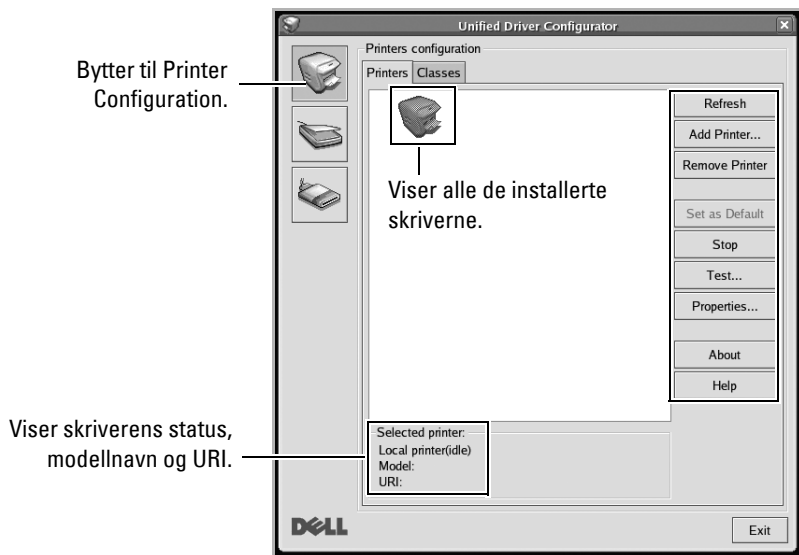 Unified Driver Configurator
Bytter til Printer
Configuration.
Printers configuration
Printers Classes
Viser alle de installerte
skriverne.
Refresh
Add Printer...
Remove Printer
Set as Default
Stop
Test...
Properties...
About
Help
Viser skriverens status,
modellnavn og URI.
Selected printer:
Local printer(idle)
Model:
URI:
DELL
Exit